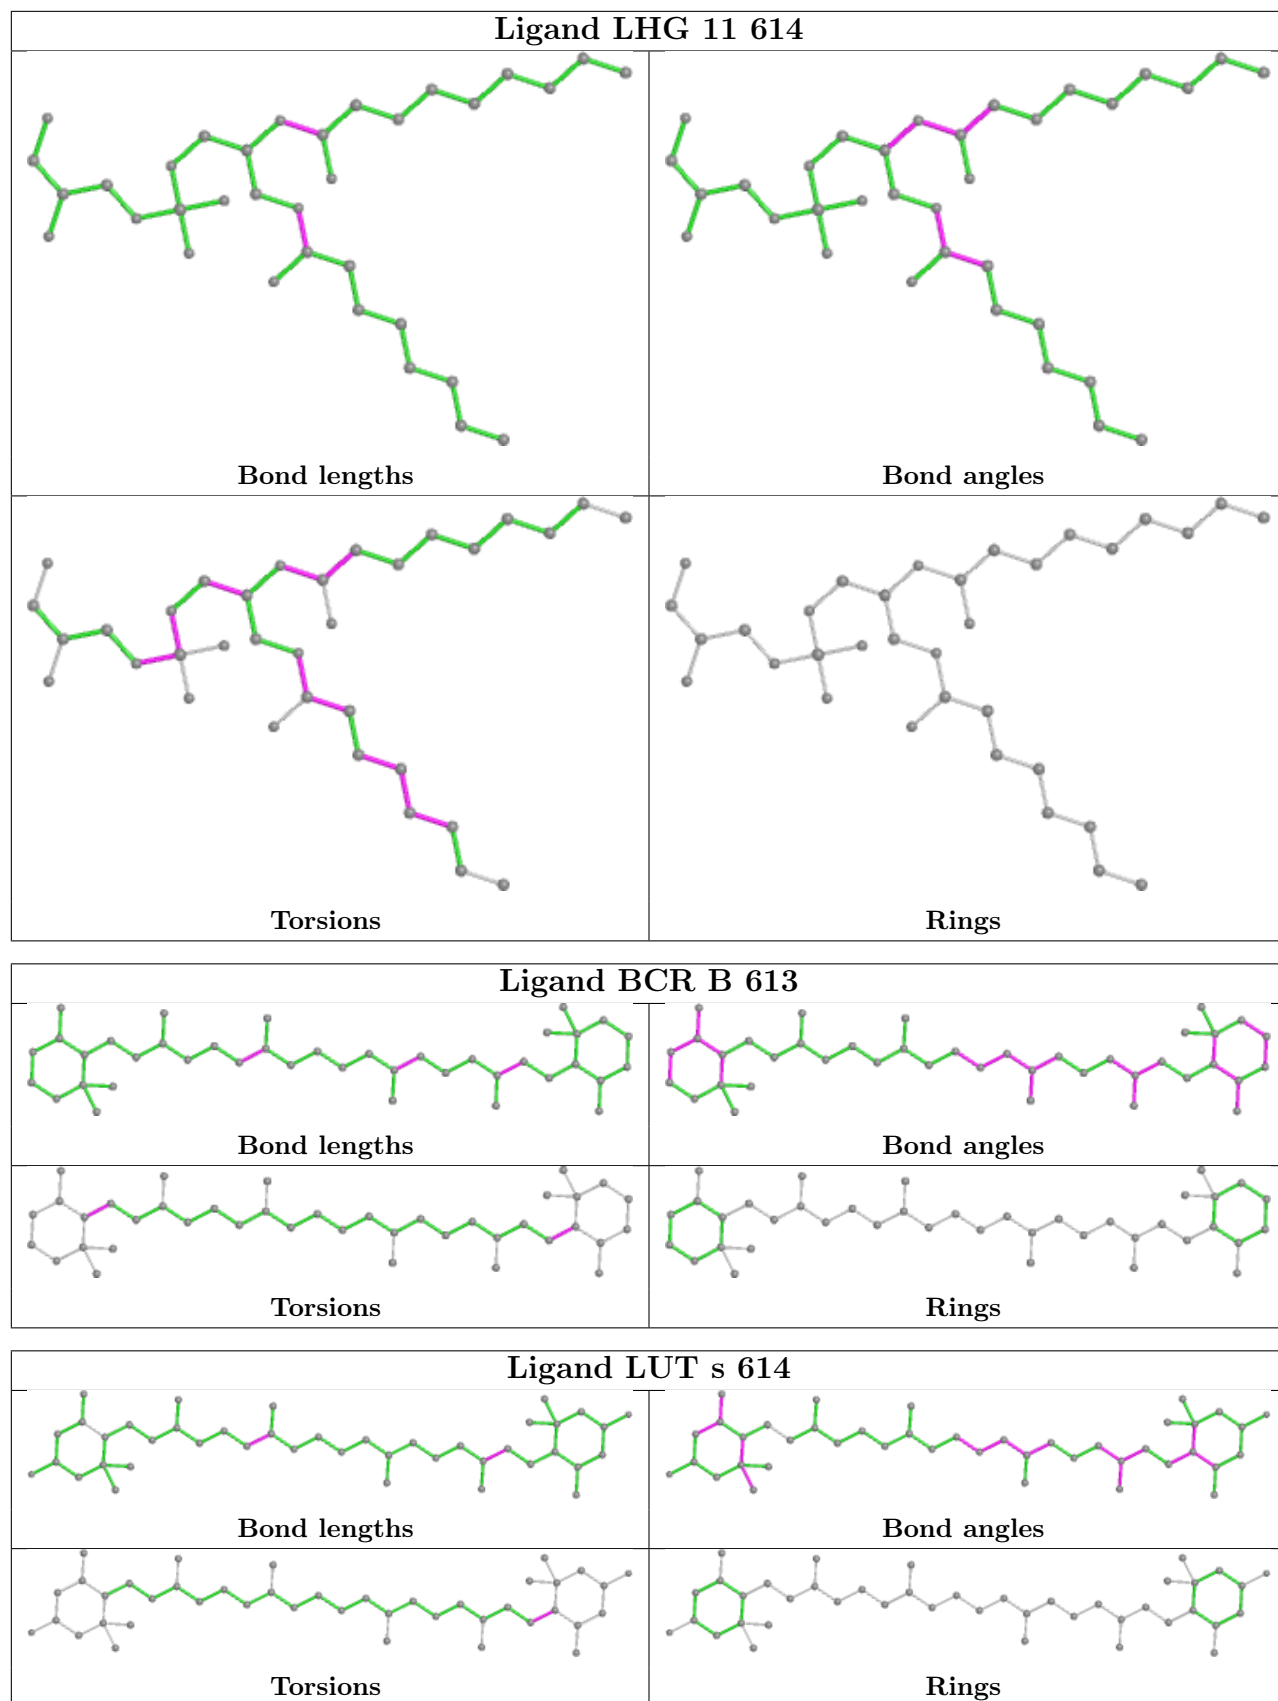 Ligand LHG 11 614
Bond lengths
Bond angles
Torsions
Rings
Ligand BCR B 613
Bond lengths
Bond angles
Torsions
Rings
Ligand LUT s 614
Bond lengths
Bond angles
Torsions
Rings